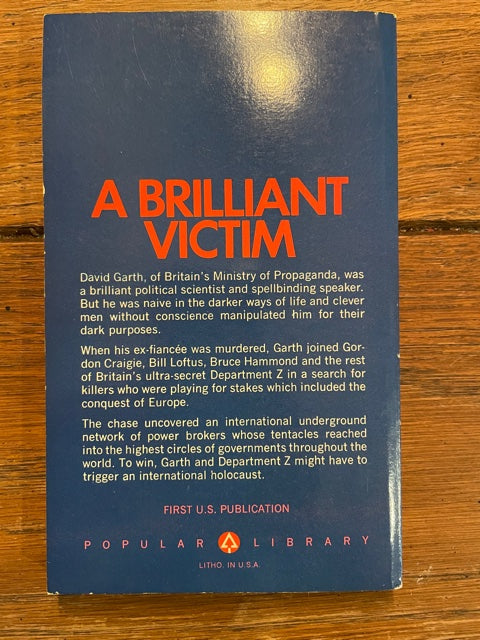 A BRILLIANT
VICTIM
David Garth, of Britain's Ministry of Propaganda, was
a brilliant political scientist and spellbinding speaker.
But he was naive in the darker ways of life and clever
men without conscience manipulated him for their
dark purposes.
When his ex-fiancée was murdered, Garth joined Gor-
don Craigie, Bill Loftus, Bruce Hammond and the rest
of Britain's ultra-secret Department Z in a search for
killers who were playing for stakes which included the
conquest of Europe.
The chase uncovered an international underground
network of power brokers whose tentacles reached
into the highest circles of governments throughout the
world. To win, Garth and Department Z might have to
trigger an international holocaust.
FIRST U.S. PUBLICATION
POPULAR LIBRARY
LITHO. IN U.S.A.